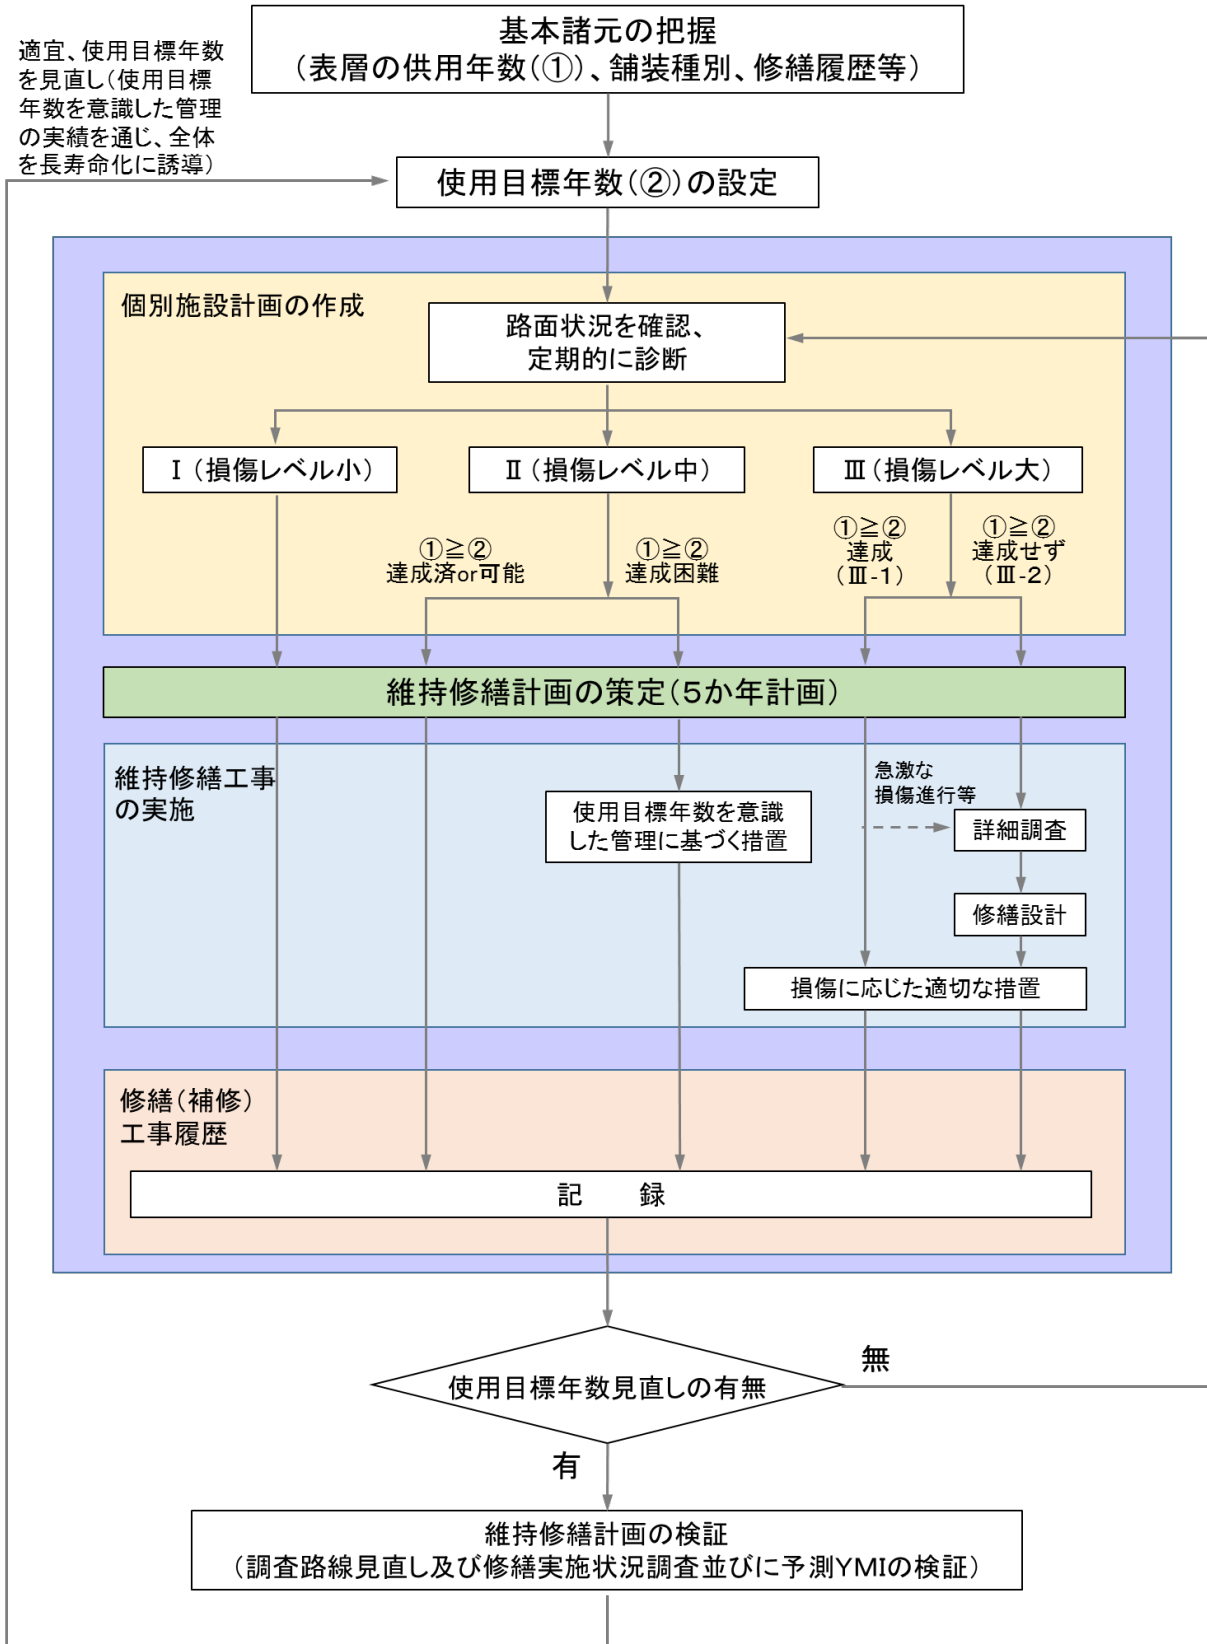 基本諸元の把握
（表層の供用年数（①）、舗装種別、修繕履歴等）
適宜、使用目標年数
を見直し（使用目標
年数を意識した管理
の実績を通じ、全体
を長寿命化に誘導）
使用目標年数（②）の設定
個別施設計画の作成
路面状況を確認、
定期的に診断
Ⅰ（損傷レベル小）
Ⅱ（損傷レベル中）
Ⅲ（損傷レベル大）
①≧②
達成済or可能
①≧②
達成困難
①≧②
達成
（Ⅲ-1）
①≧②
達成せず
（Ⅲ-2）
維持修繕計画の策定（５か年計画）
維持修繕工事
の実施
使用目標年数を意識
した管理に基づく措置
急激な
損傷進行等
詳細調査
修繕設計
損傷に応じた適切な措置
修繕（補修）
工事履歴
記　　録
使用目標年数見直しの有無
無
有
維持修繕計画の検証
（調査路線見直し及び修繕実施状況調査並びに予測YMIの検証）